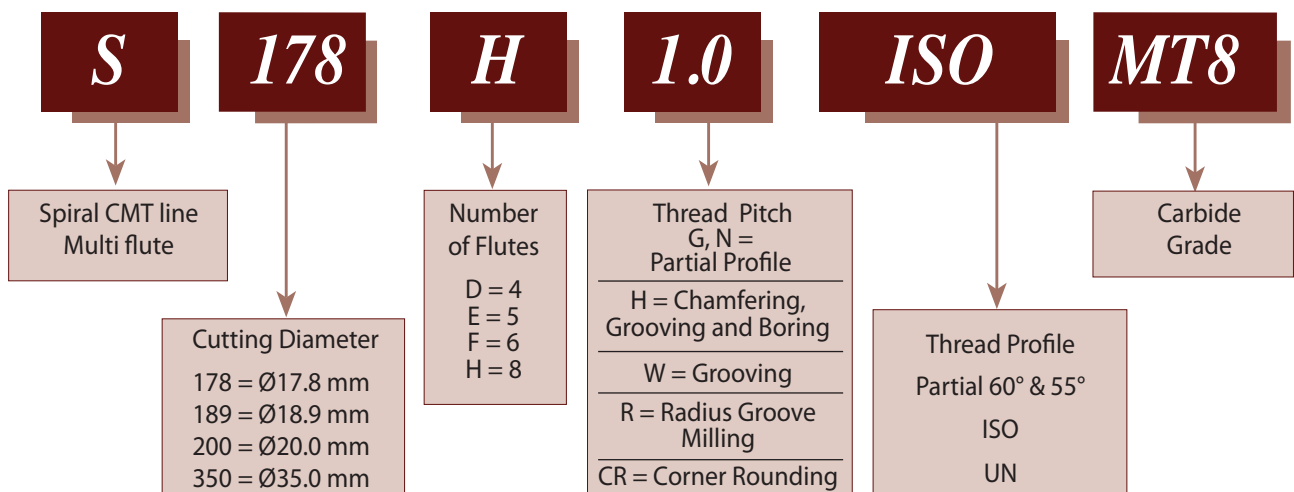 S 178 H 1.0 ISO MT8
Spiral CMT line
Multi flute
Cutting Diameter
178 = Ø17.8 mm
189 = Ø18.9 mm
200 = Ø20.0 mm
350 = Ø35.0 mm
Number
of Flutes
D = 4
E = 5
F = 6
H = 8
Thread Pitch
G, N =
Partial Profile
H = Chamfering,
Grooving and Boring
W = Grooving
R = Radius Groove
Milling
CR = Corner Rounding
Thread Profile
Partial 60° & 55°
ISO
UN
Carbide
Grade